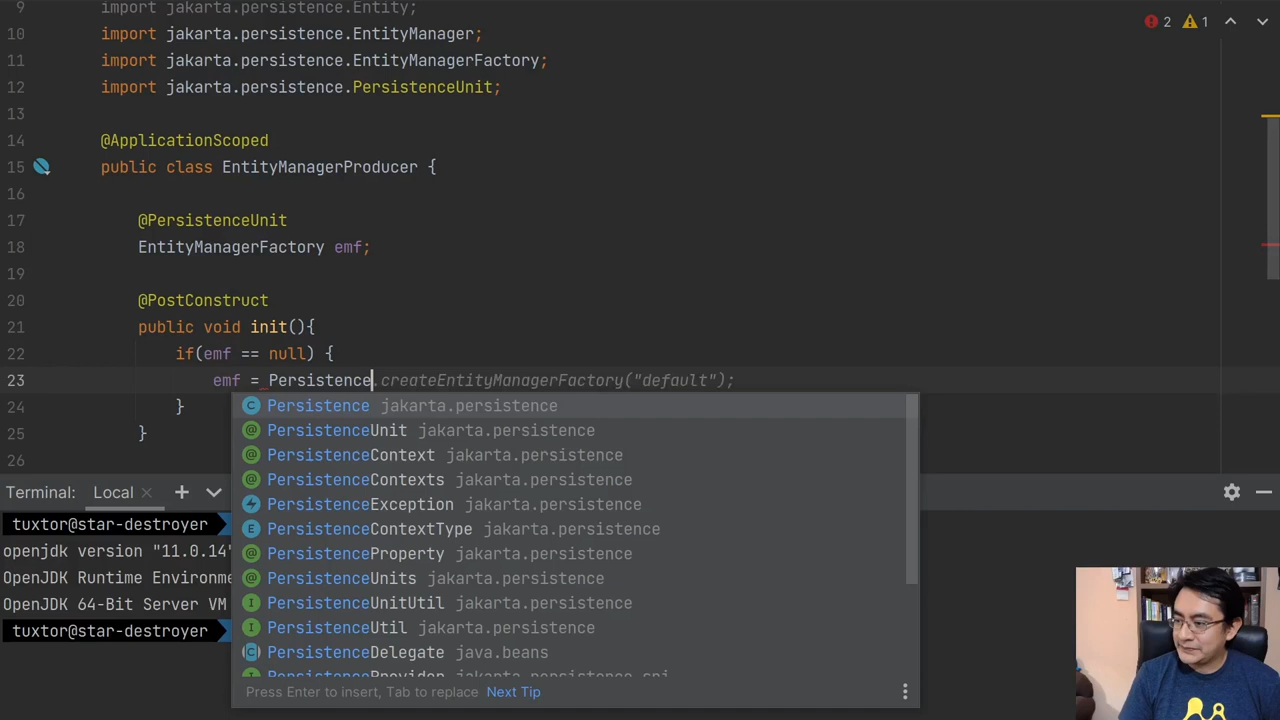 9 import jakarta.persistence.Entity;
2 1
10 import jakarta.persistence.EntityManager;
11 import jakarta.persistence.EntityManagerFactory;
12 import jakarta.persistence.PersistenceUnit;
13
14 @ApplicationScoped
15 public class EntityManagerProducer {
16
17 @PersistenceUnit
18 EntityManagerFactory emf;
19
20 @PostConstruct
21 public void init(){
22 if(emf == null) {
23 emf = Persistence.createEntityManagerFactory("default");
24 }
25 }
26
Persistence jakarta.persistence
PersistenceUnit jakarta.persistence
PersistenceContext jakarta.persistence
PersistenceContexts jakarta.persistence
PersistenceException jakarta.persistence
PersistenceContextType jakarta.persistence
PersistenceProperty jakarta.persistence
PersistenceUnits jakarta.persistence
PersistenceUnitUtil jakarta.persistence
PersistenceUtil jakarta.persistence
PersistenceDelegate java.beans
PersistenceProvider jakarta.persistence.spi
Press Enter to insert, Tab to replace Next Tip
Terminal: Local
tuxtor@star-destroyer
openjdk version "11.0.14"
OpenJDK Runtime Environme
OpenJDK 64-Bit Server VM
tuxtor@star-destroyer